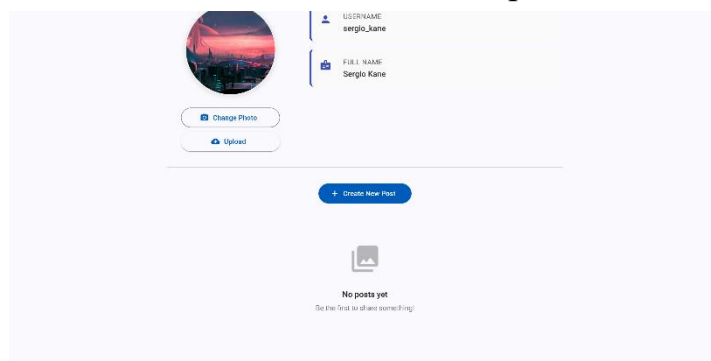 USERNAME
sergio_kane
FULL NAME
Sergio Kane
Change Photo
Upload
+ Create New Post
No posts yet
Be the first to share something!